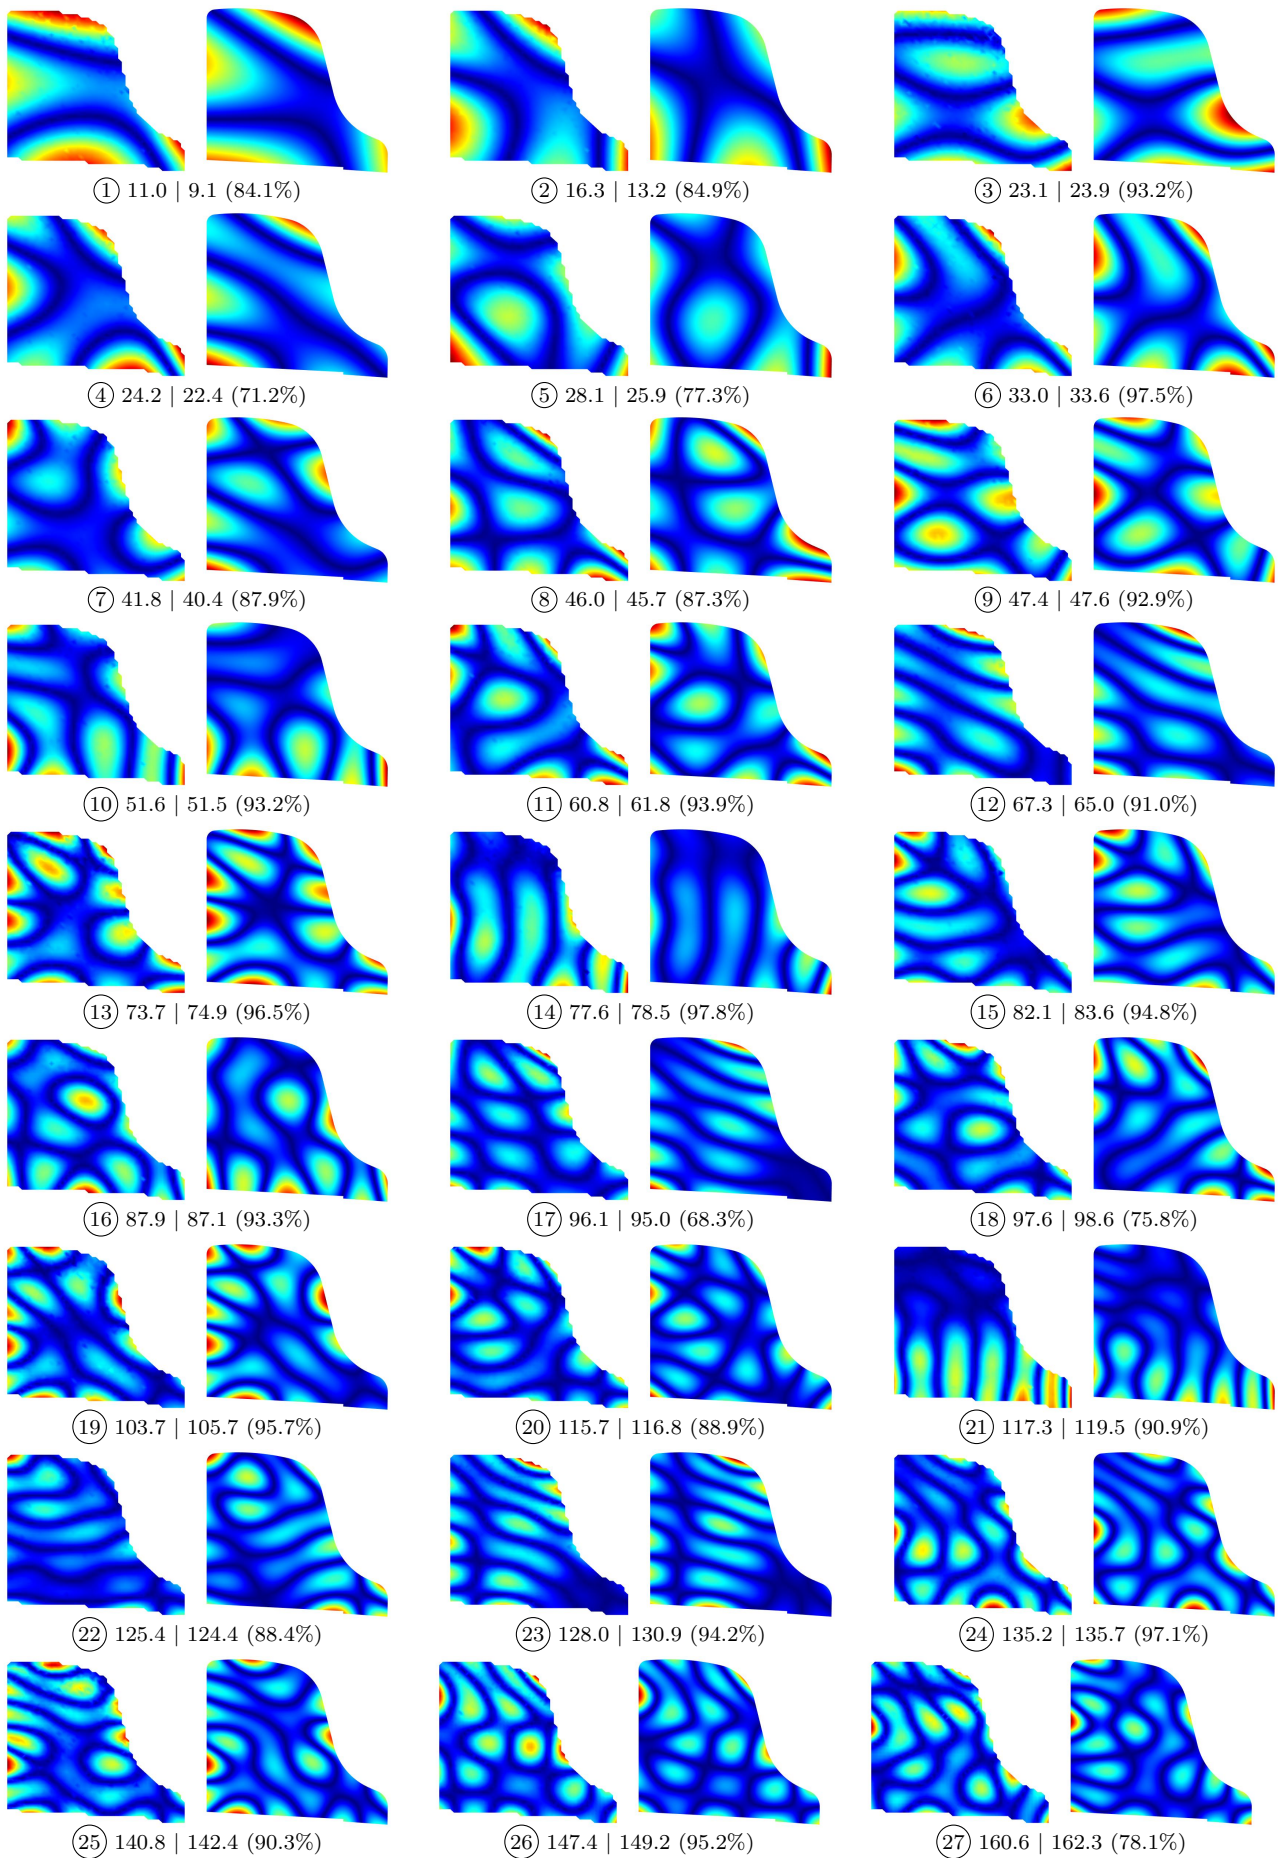 ① 11.0 | 9.1 (84.1%)
② 16.3 | 13.2 (84.9%)
③ 23.1 | 23.9 (93.2%)
④ 24.2 | 22.4 (71.2%)
⑤ 28.1 | 25.9 (77.3%)
⑥ 33.0 | 33.6 (97.5%)
⑦ 41.8 | 40.4 (87.9%)
⑧ 46.0 | 45.7 (87.3%)
⑨ 47.4 | 47.6 (92.9%)
⑩ 51.6 | 51.5 (93.2%)
⑪ 60.8 | 61.8 (93.9%)
⑫ 67.3 | 65.0 (91.0%)
⑬ 73.7 | 74.9 (96.5%)
⑭ 77.6 | 78.5 (97.8%)
⑮ 82.1 | 83.6 (94.8%)
⑯ 87.9 | 87.1 (93.3%)
⑰ 96.1 | 95.0 (68.3%)
⑱ 97.6 | 98.6 (75.8%)
⑲ 103.7 | 105.7 (95.7%)
⑳ 115.7 | 116.8 (88.9%)
㉑ 117.3 | 119.5 (90.9%)
㉒ 125.4 | 124.4 (88.4%)
㉓ 128.0 | 130.9 (94.2%)
㉔ 135.2 | 135.7 (97.1%)
㉕ 140.8 | 142.4 (90.3%)
㉖ 147.4 | 149.2 (95.2%)
㉗ 160.6 | 162.3 (78.1%)